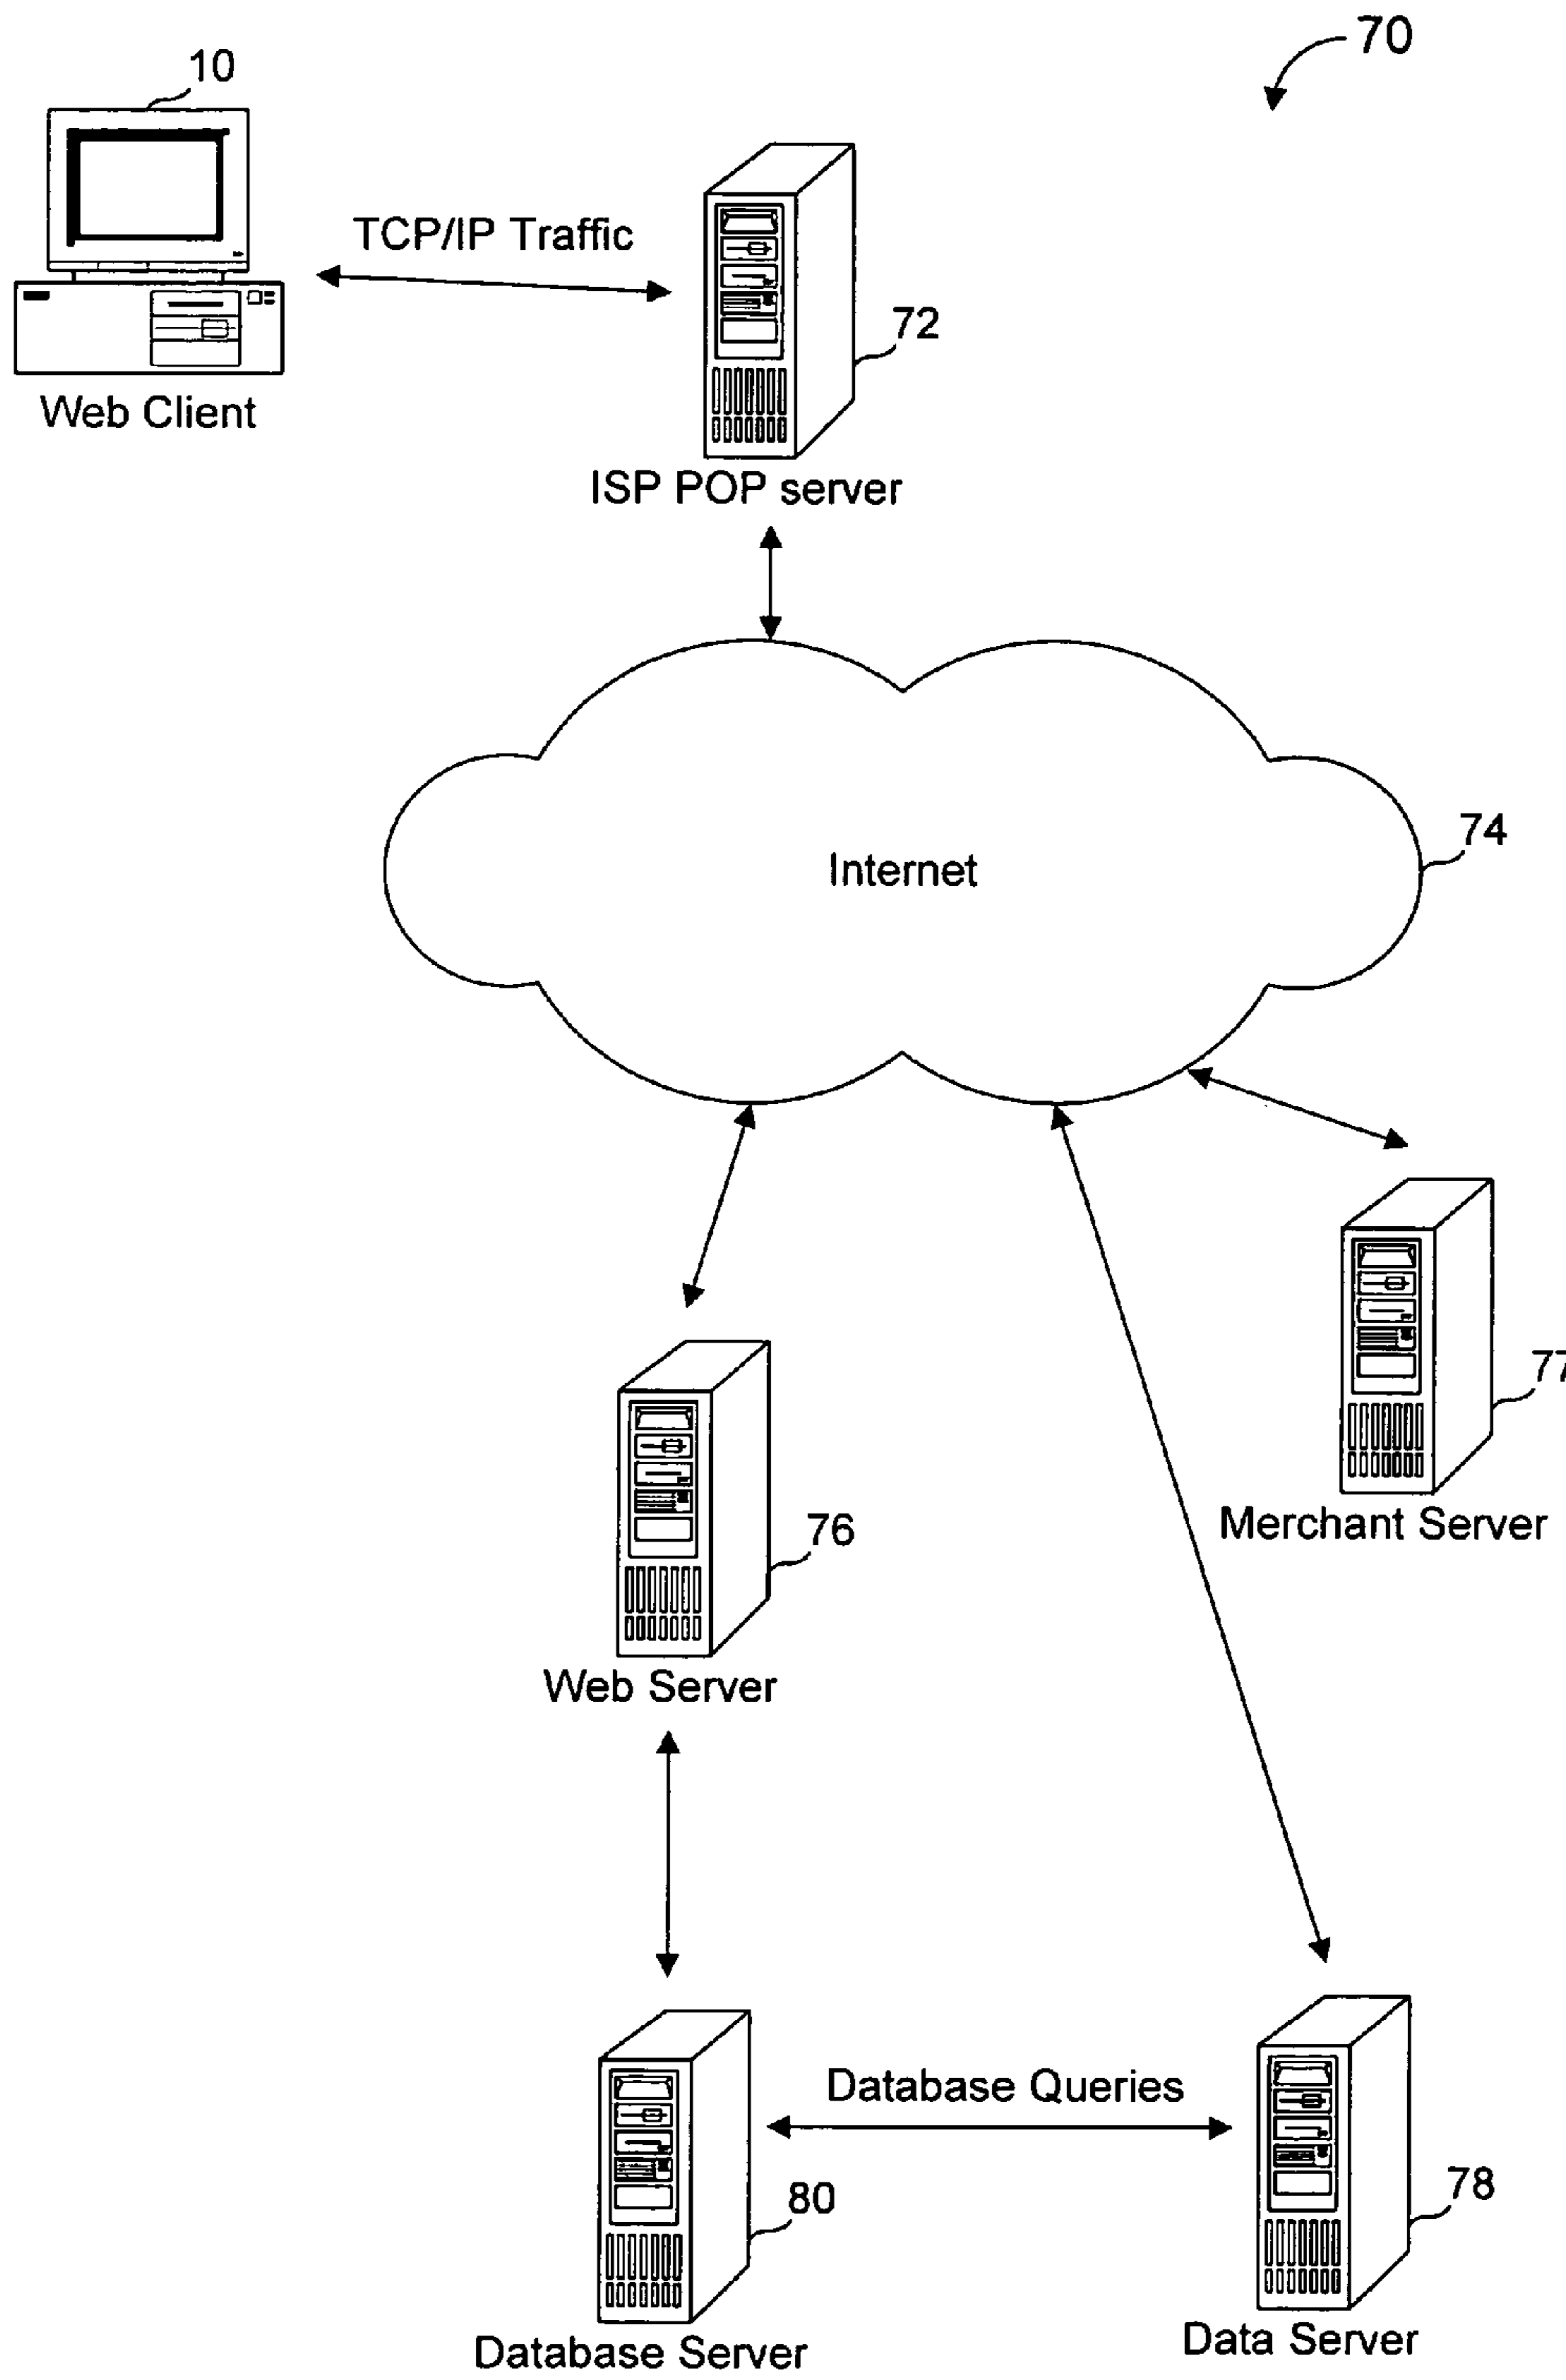 70
10
TCP/IP Traffic
72
Web Client
ISP POP server
74
Internet
77
Merchant Server
76
Web Server
Database Queries
80
78
Database Server
Data Server